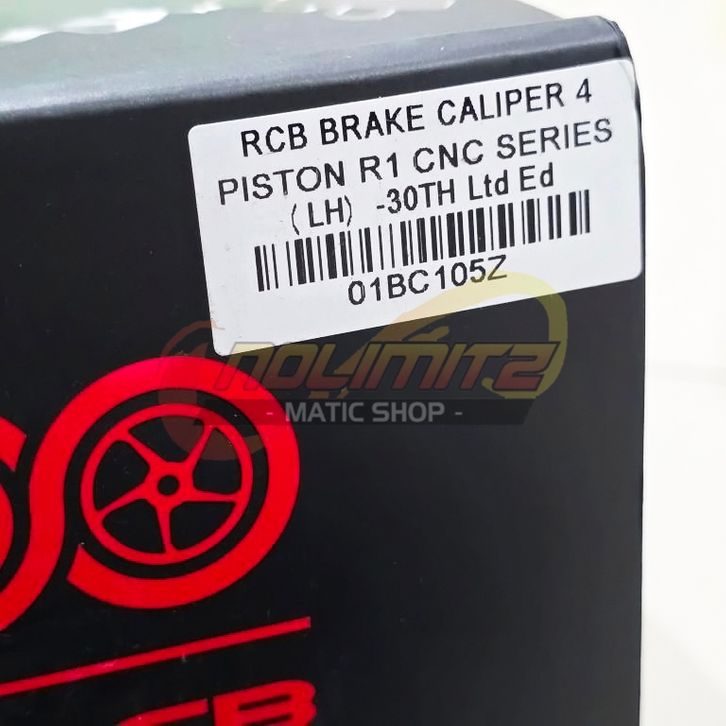 RCB BRAKE CALIPER 4
PISTON R1 CNC SERIES
(LH) -30TH Ltd Ed
01BC105Z
NOLIMITZ
- MATIC SHOP -